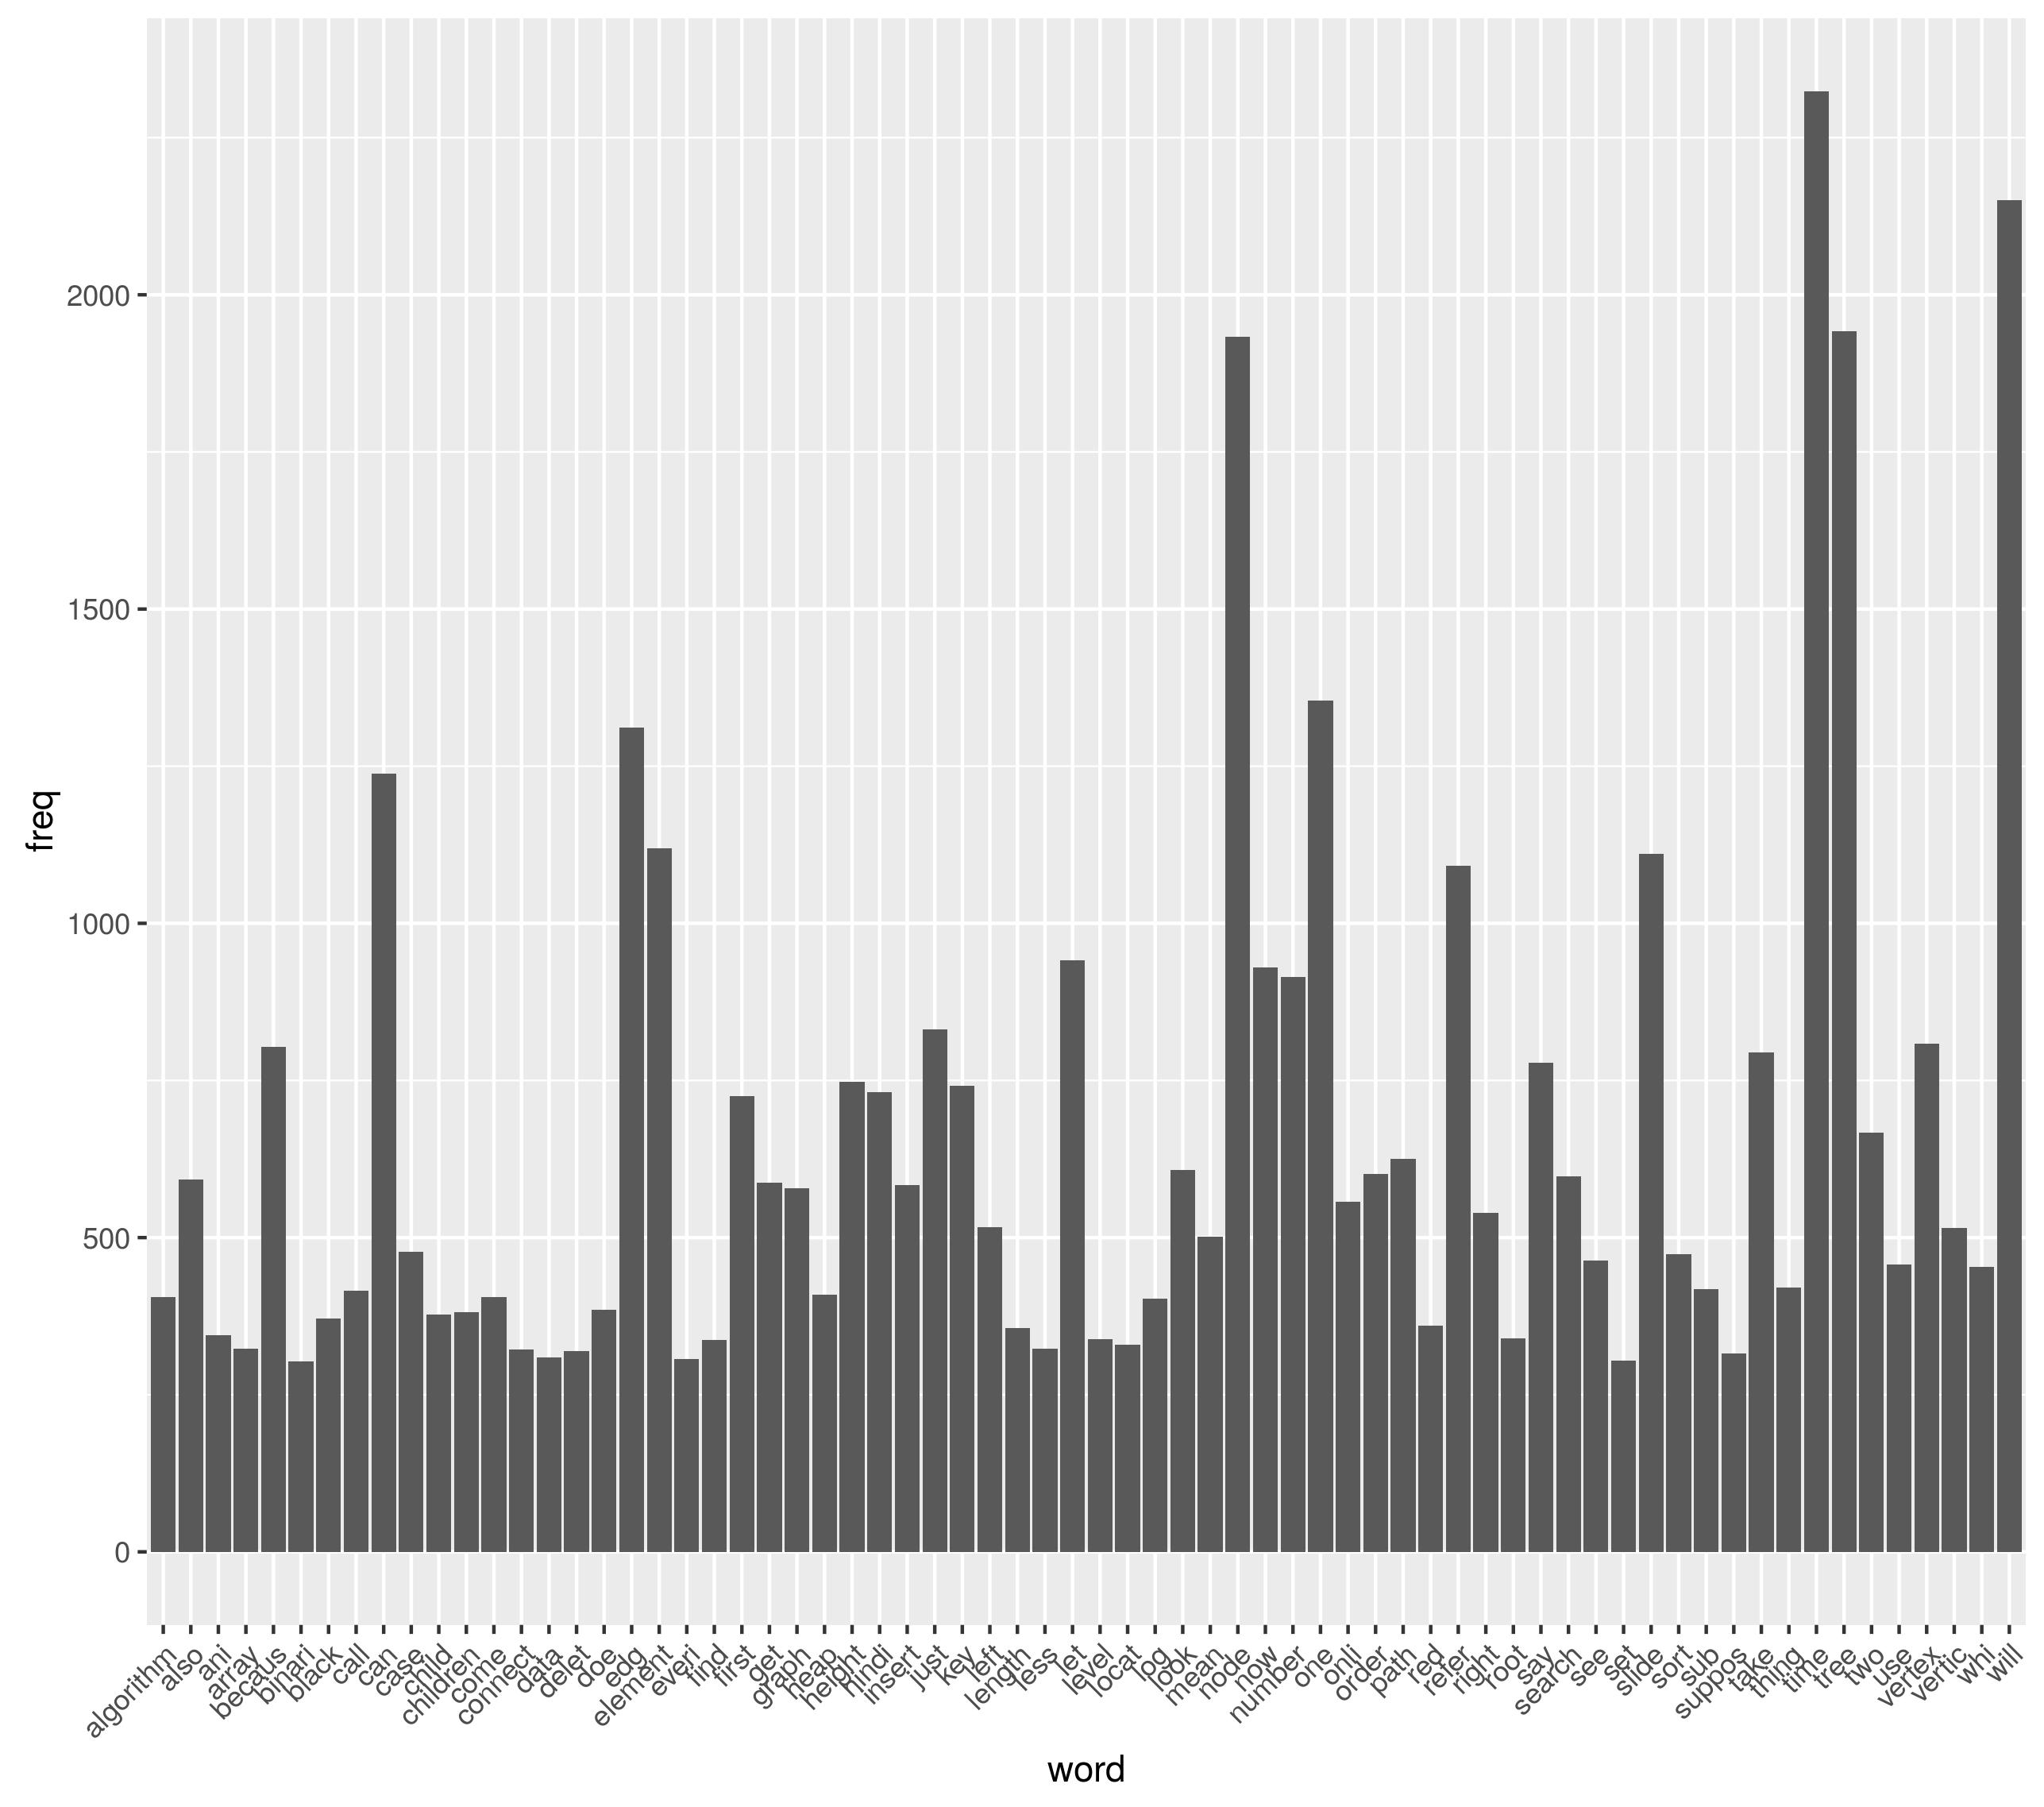 freq
2000
1500
1000
500
0
algorithm
also
ani
array
becaus
binari
black
call
can
case
child
children
come
connect
data
delet
doe
edg
element
everi
find
first
get
graph
heap
height
hindi
insert
just
key
left
length
less
let
level
locat
log
look
mean
node
now
number
one
onli
order
path
red
refer
right
root
say
search
see
set
slide
sort
sub
suppos
take
thing
time
tree
two
use
vertex
vertic
whi
will
word